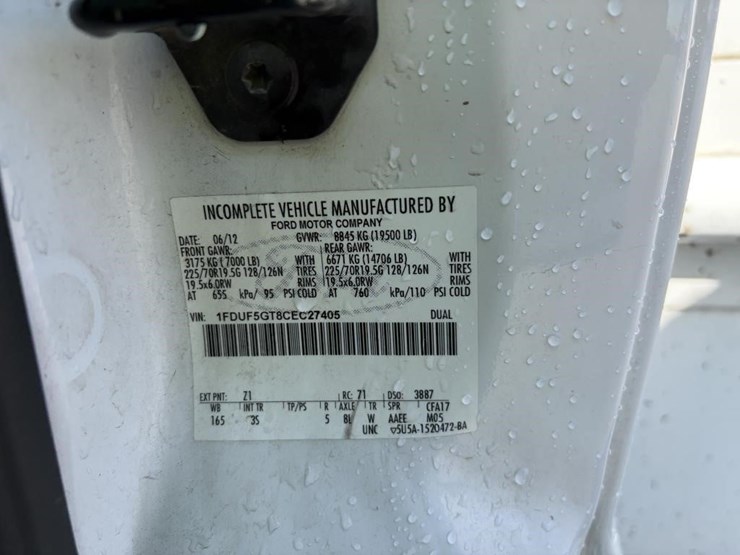 INCOMPLETE VEHICLE MANUFACTURED BY
FORD MOTOR COMPANY
DATE: 06/12 GVWR: 8845 KG (19500 LB)
FRONT GAWR: REAR GAWR:
3175 KG (7000 LB) WITH 6671 KG (14706 LB) WITH
225/70R19.5G 128/126N TIRES 225/70R19.5G 128/126N TIRES
19.5x6.0RW RIMS 19.5x6.0RW RIMS
AT 655 kPa/ 95 PSI COLD AT 760 kPa/110 PSI COLD
VIN: 1FDUF5GT8CEC27405 DUAL
EXT PNT: Z1 RC: 71 DSO: 3887
WB INT TR TP/PS R AXLE TR SPR CFA17
165 3S 5 BL W AAEE M05
UNC 5U5A-1520472-BA